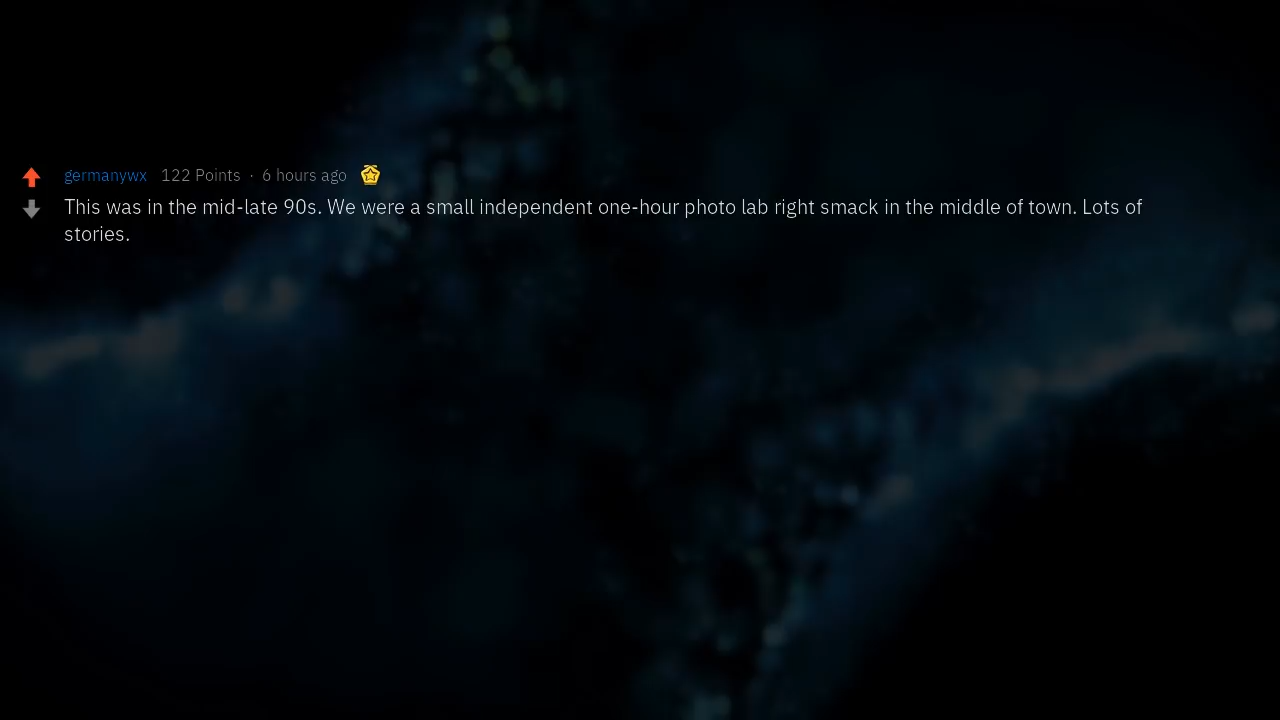 germanywx 122 Points · 6 hours ago
This was in the mid-late 90s. We were a small independent one-hour photo lab right smack in the middle of town. Lots of
stories.